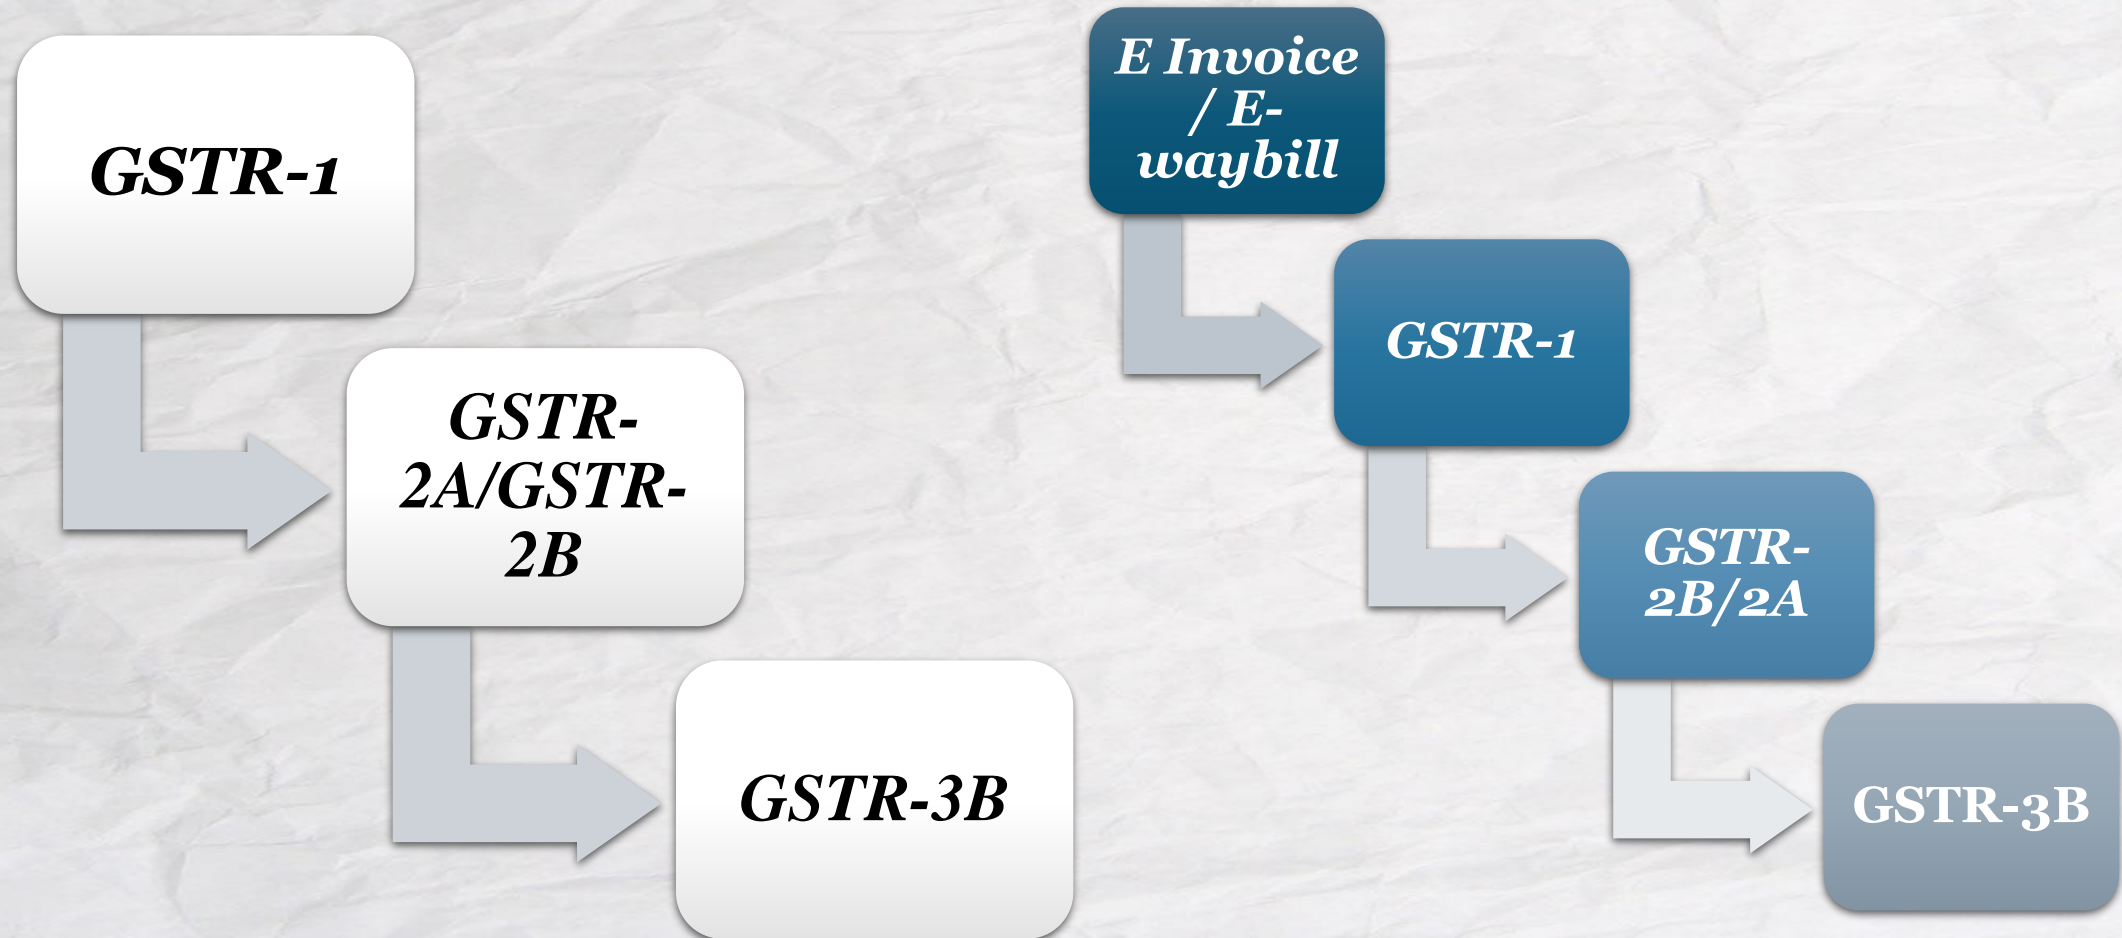 GSTR-1
GSTR-
2A/GSTR-
2B
GSTR-3B
E Invoice
/ E-
waybill
GSTR-1
GSTR-
2B/2A
GSTR-3B